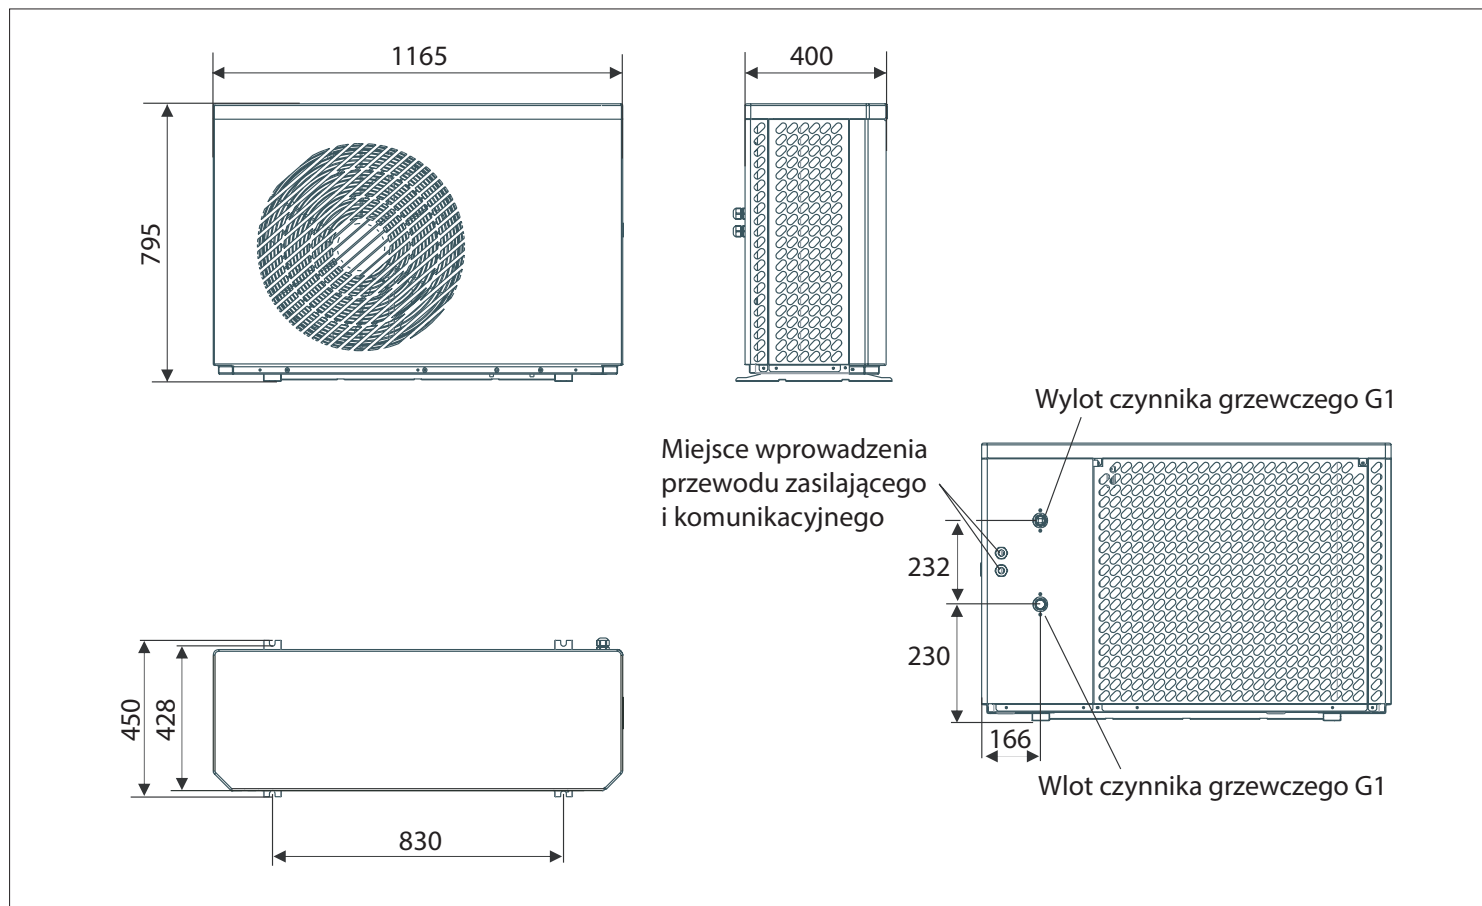 1165
400
795
Wylot czynnika grzewczego G1
Miejsce wprowadzenia
przewodu zasilającego
i komunikacyjnego
232
230
166
Wlot czynnika grzewczego G1
450
428
830